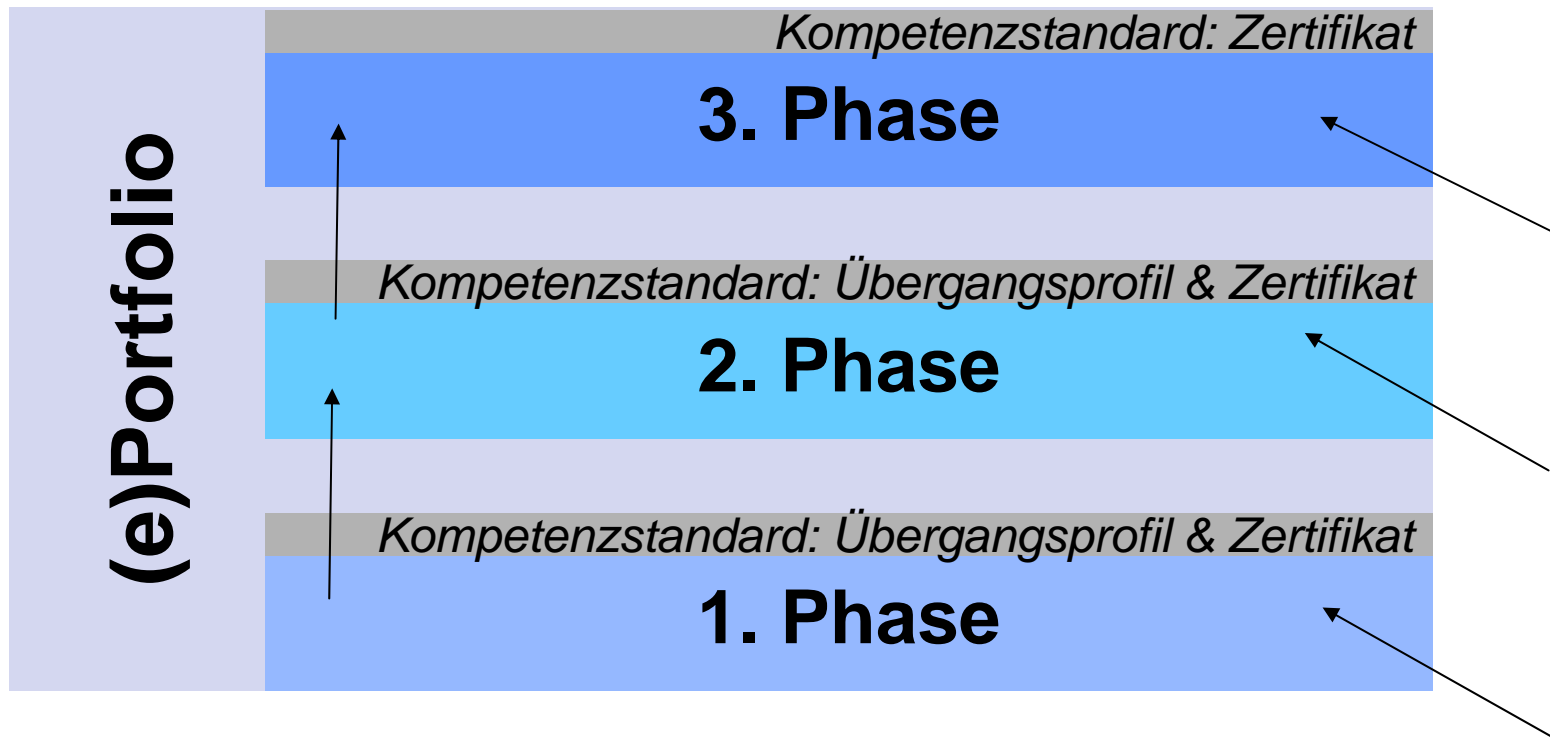 (e)Portfolio
Kompetenzstandard: Zertifikat
3. Phase
Kompetenzstandard: Übergangsprofil & Zertifikat
2. Phase
Kompetenzstandard: Übergangsprofil & Zertifikat
1. Phase